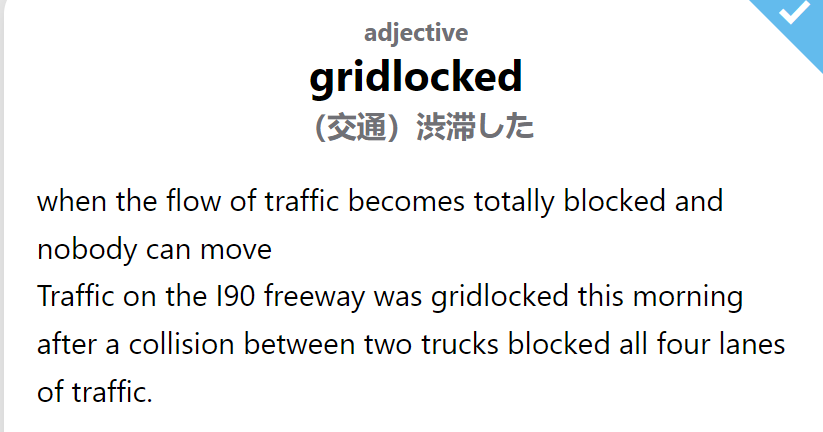 adjective
gridlocked
（交通）渋滞した
when the flow of traffic becomes totally blocked and
nobody can move
Traffic on the I90 freeway was gridlocked this morning
after a collision between two trucks blocked all four lanes
of traffic.